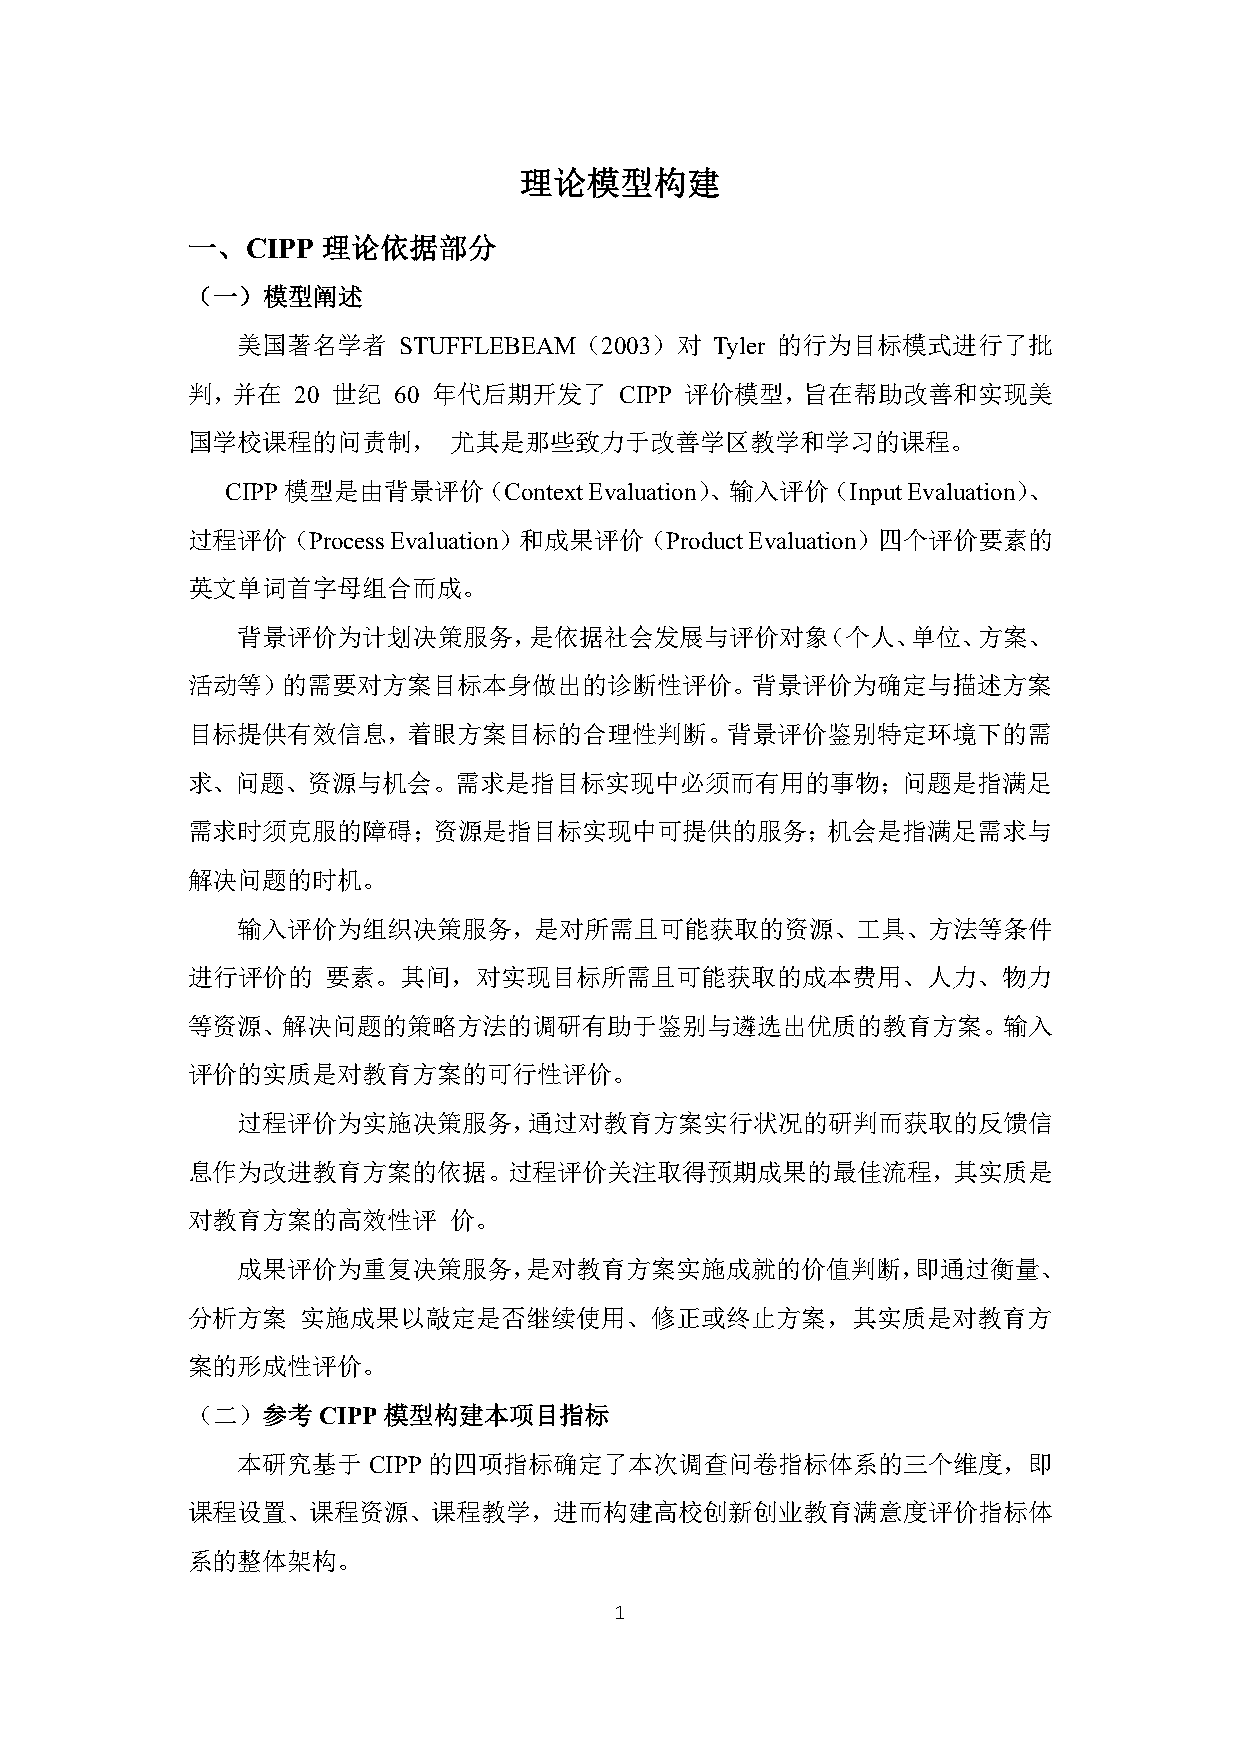 理论模型构建
一、CIPP 理论依据部分
（一）模型阐述
美国著名学者 STUFFLEBEAM（2003）对 Tyler 的行为目标模式进行了批
判，并在 20 世纪 60 年代后期开发了 CIPP 评价模型，旨在帮助改善和实现美
国学校课程的问责制， 尤其是那些致力于改善学区教学和学习的课程。
CIPP 模型是由背景评价（Context Evaluation）、输入评价（Input Evaluation）、
过程评价（Process Evaluation）和成果评价（Product Evaluation）四个评价要素的
英文单词首字母组合而成。
背景评价为计划决策服务，是依据社会发展与评价对象（个人、单位、方案、
活动等）的需要对方案目标本身做出的诊断性评价。背景评价为确定与描述方案
目标提供有效信息，着眼方案目标的合理性判断。背景评价鉴别特定环境下的需
求、问题、资源与机会。需求是指目标实现中必须而有用的事物；问题是指满足
需求时须克服的障碍；资源是指目标实现中可提供的服务；机会是指满足需求与
解决问题的时机。
输入评价为组织决策服务，是对所需且可能获取的资源、工具、方法等条件
进行评价的 要素。其间，对实现目标所需且可能获取的成本费用、人力、物力
等资源、解决问题的策略方法的调研有助于鉴别与遴选出优质的教育方案。输入
评价的实质是对教育方案的可行性评价。
过程评价为实施决策服务，通过对教育方案实行状况的研判而获取的反馈信
息作为改进教育方案的依据。过程评价关注取得预期成果的最佳流程，其实质是
对教育方案的高效性评 价。
成果评价为重复决策服务，是对教育方案实施成就的价值判断，即通过衡量、
分析方案 实施成果以敲定是否继续使用、修正或终止方案，其实质是对教育方
案的形成性评价。
（二）参考 CIPP 模型构建本项目指标
本研究基于 CIPP 的四项指标确定了本次调查问卷指标体系的三个维度，即
课程设置、课程资源、课程教学，进而构建高校创新创业教育满意度评价指标体
系的整体架构。
1